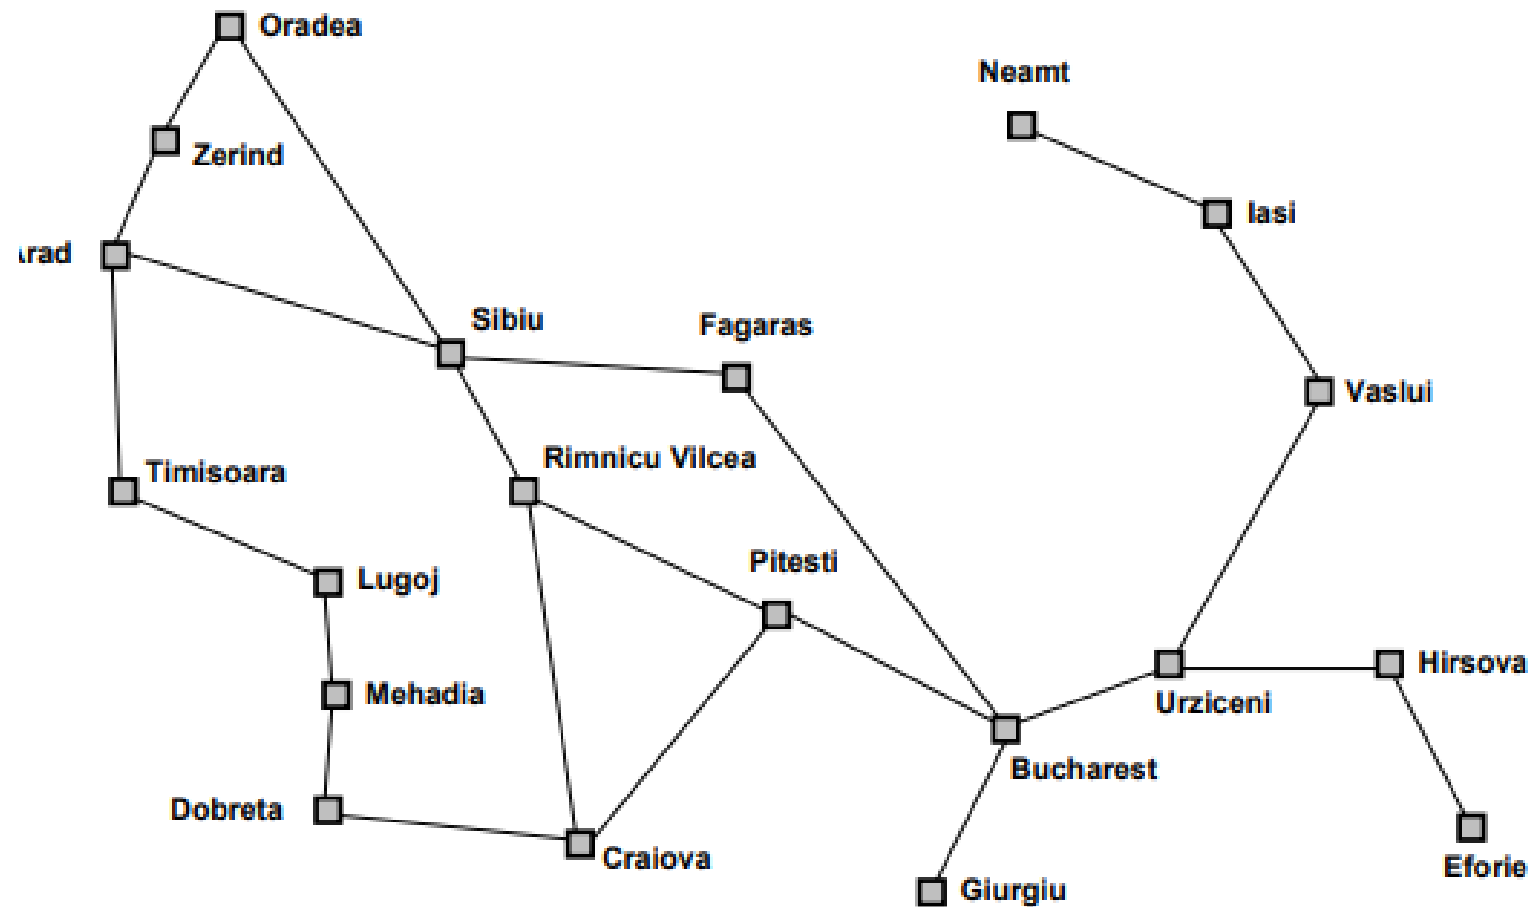 Oradea
Neamt
Zerind
Iasi
Arad
Sibiu
Fagaras
Vaslui
Rimnicu Vilcea
Timisoara
Pitesti
Lugoj
Hirsova
Mehadia
Urziceni
Bucharest
Dobreta
Craiova
Eforie
Giurgiu